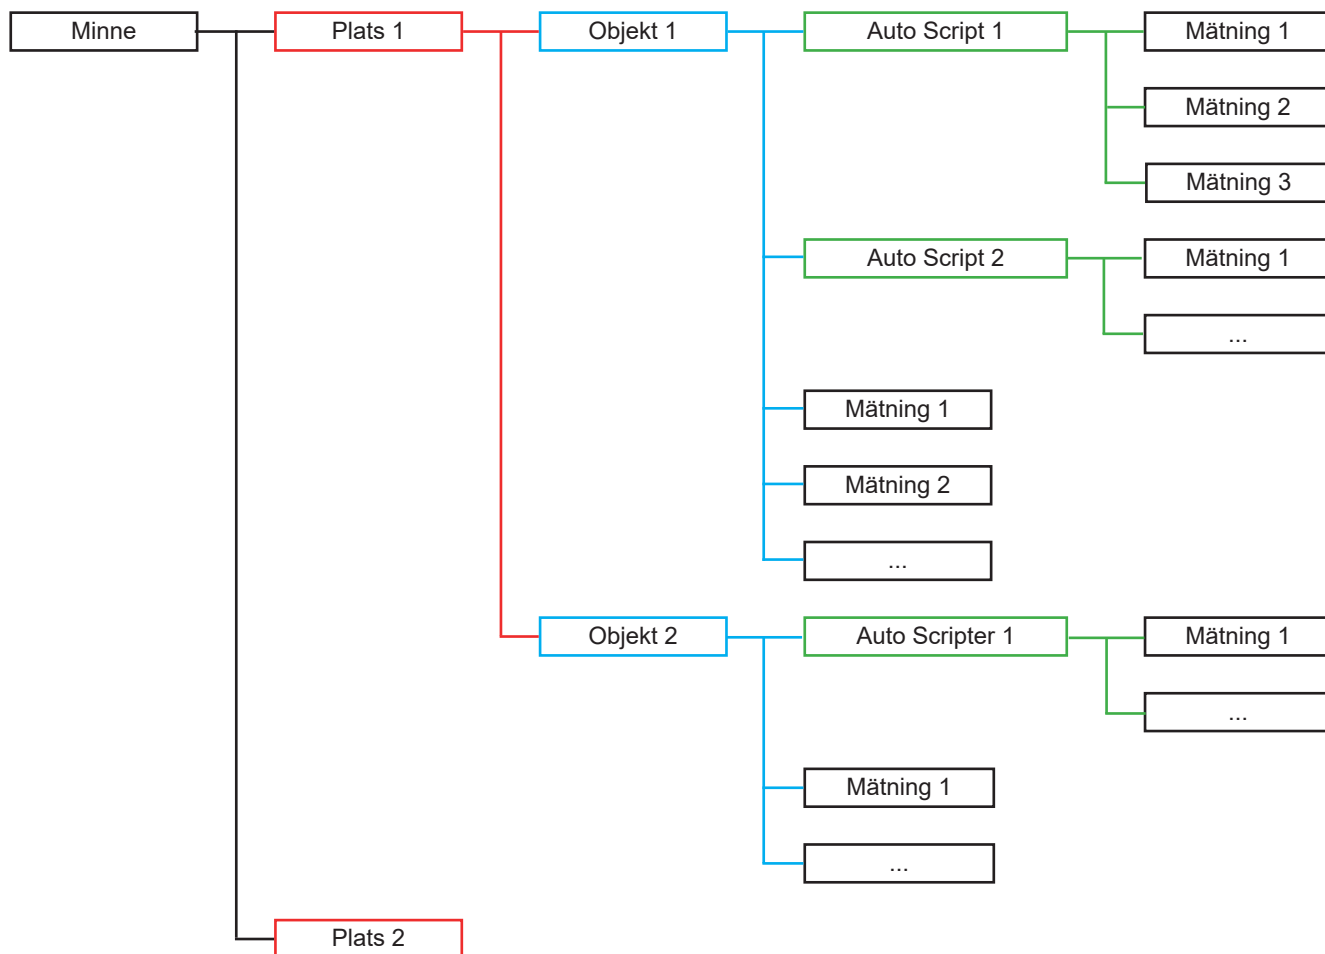 Minne
Plats 1
Objekt 1
Auto Script 1
Mätning 1
Mätning 2
Mätning 3
Auto Script 2
Mätning 1
...
Mätning 1
Mätning 2
...
Objekt 2
Auto Scripter 1
Mätning 1
...
Mätning 1
...
Plats 2